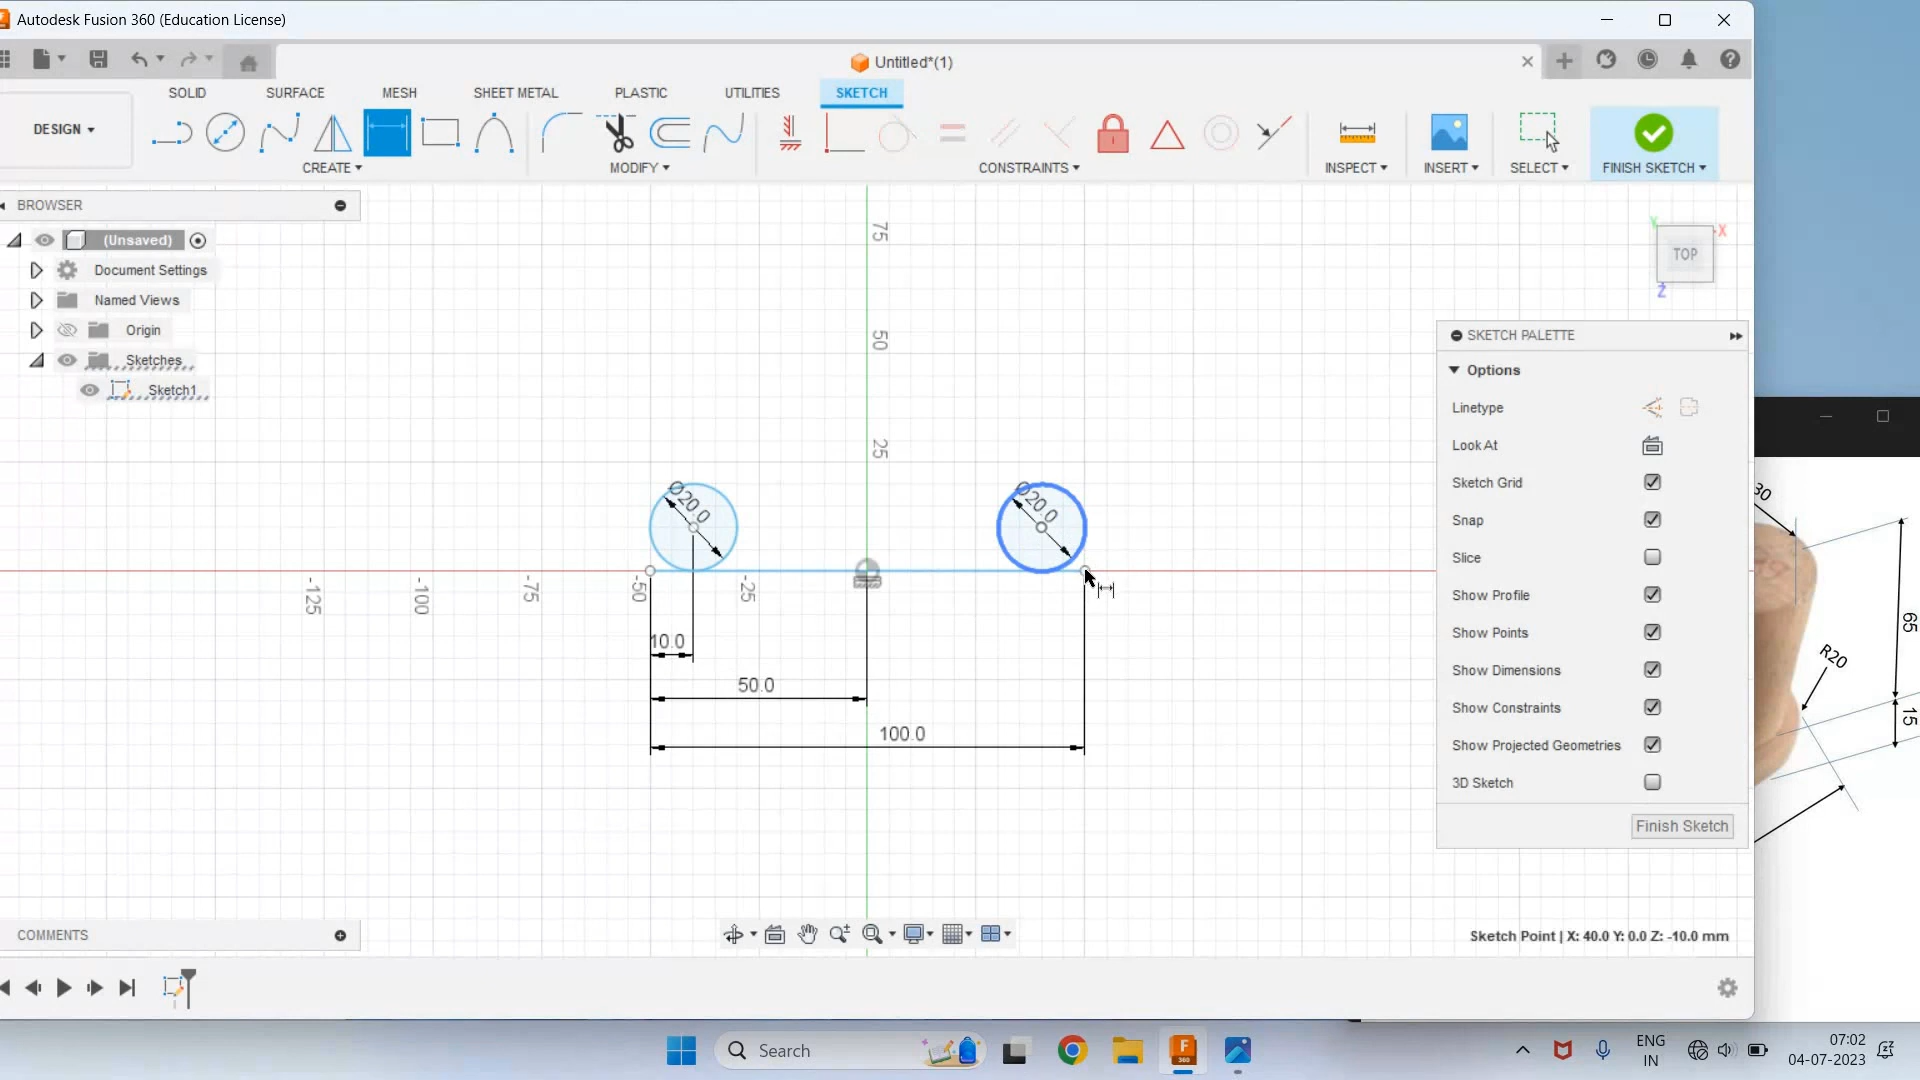 Autodesk Fusion 360 (Education License)
Untitled*(1)
SOLID
SURFACE
MESH
SHEET METAL
PLASTIC
UTILITIES
SKETCH
DESIGN
CREATE
MODIFY
CONSTRAINTS
INSPECT
INSERT
SELECT
FINISH SKETCH
BROWSER
(Unsaved)
Document Settings
Named Views
Origin
Sketches
Sketch1
75
50
25
-125
-100
-75
-50
-25
Ø20.0
Ø20.0
10.0
50.0
100.0
Y
X
TOP
Z
SKETCH PALETTE
Options
Linetype
Look At
Sketch Grid
Snap
Slice
Show Profile
Show Points
Show Dimensions
Show Constraints
Show Projected Geometries
3D Sketch
Finish Sketch
30
65
R20
15
COMMENTS
Sketch Point | X: 40.0 Y: 0.0 Z: -10.0 mm
Search
F
360
ENG
IN
07:02
04-07-2023